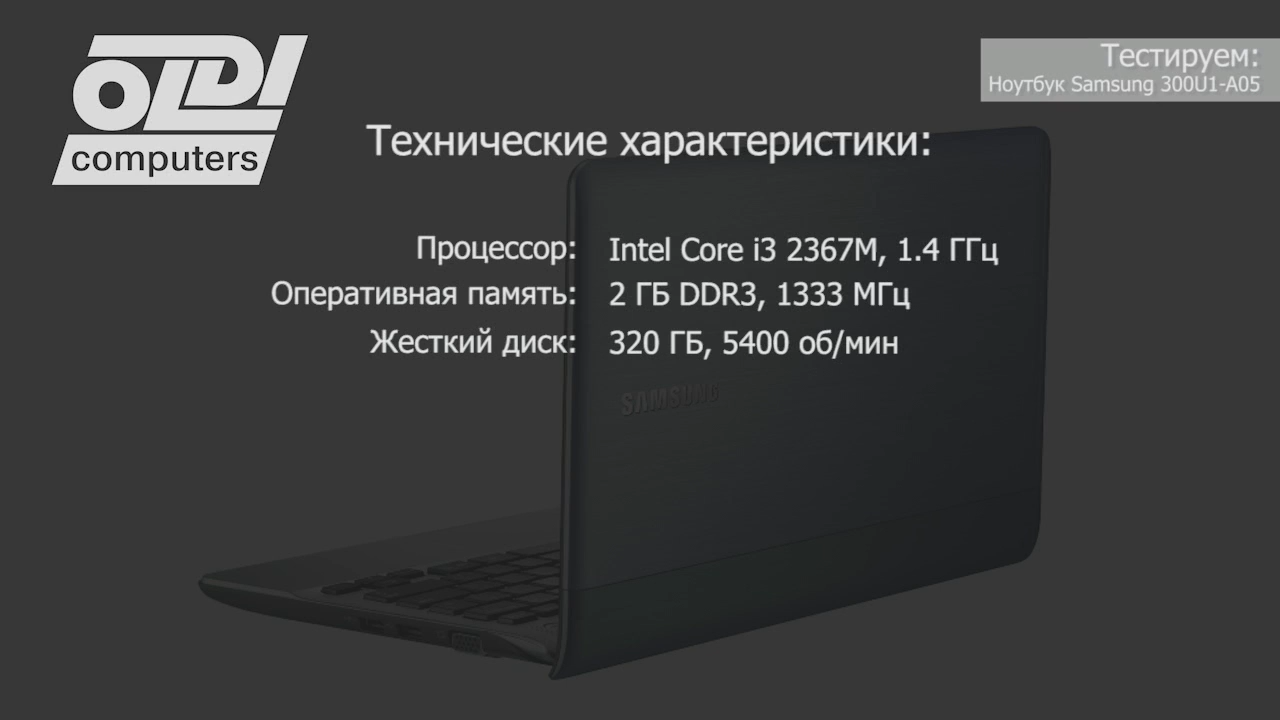 OLDI
computers
Тестируем:
Ноутбук Samsung 300U1-A05
Технические характеристики:
Процессор: Intel Core i3 2367M, 1.4 ГГц
Оперативная память: 2 ГБ DDR3, 1333 МГц
Жесткий диск: 320 ГБ, 5400 об/мин
SAMSUNG